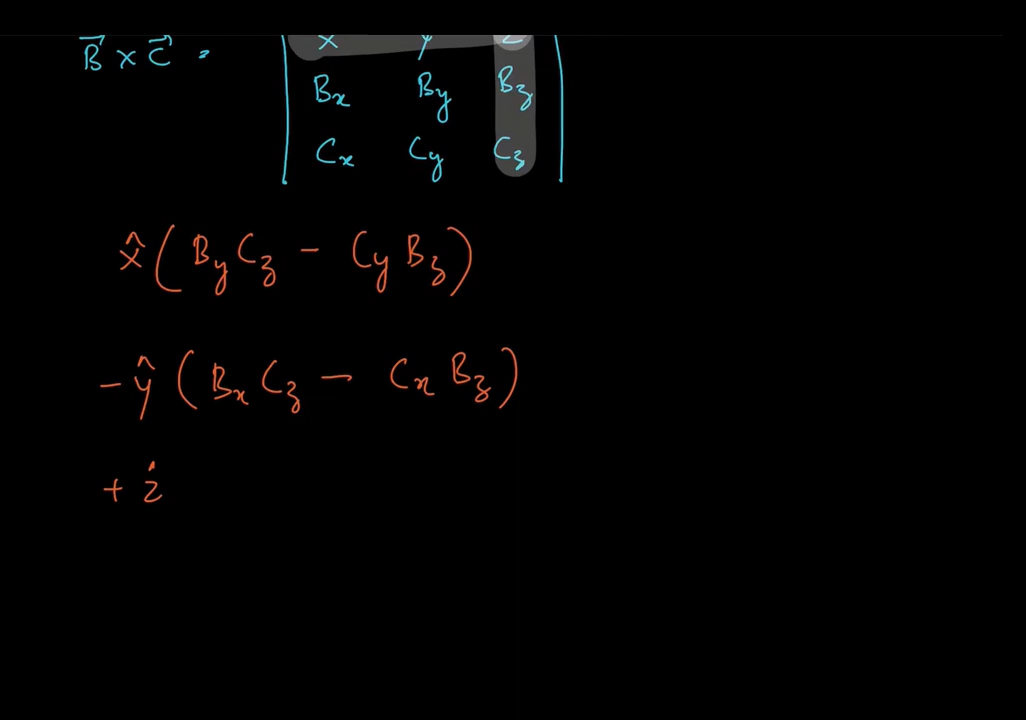 x̂ ŷ ẑ
B⃗ × C⃗ = Bx By Bz
Cx Cy Cz
x̂ ( By Cz - Cy Bz )
- ŷ ( Bx Cz - Cx Bz )
+ ẑ